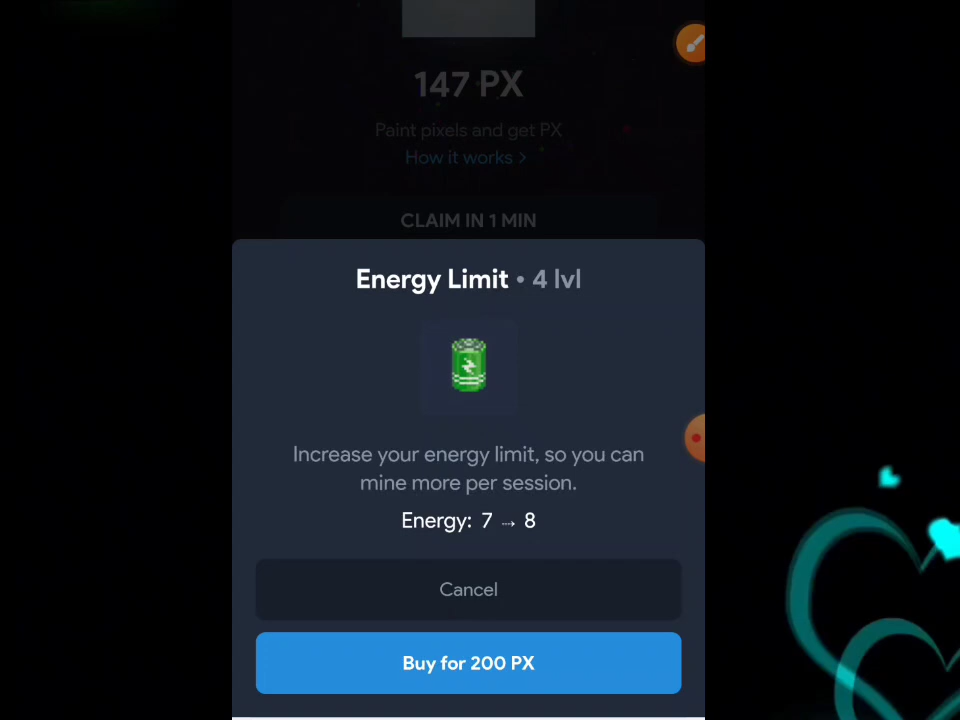 147 PX
Paint pixels and get PX
How it works >
CLAIM IN 1 MIN
Energy Limit • 4 lvl
Increase your energy limit, so you can
mine more per session.
Energy: 7 → 8
Cancel
Buy for 200 PX